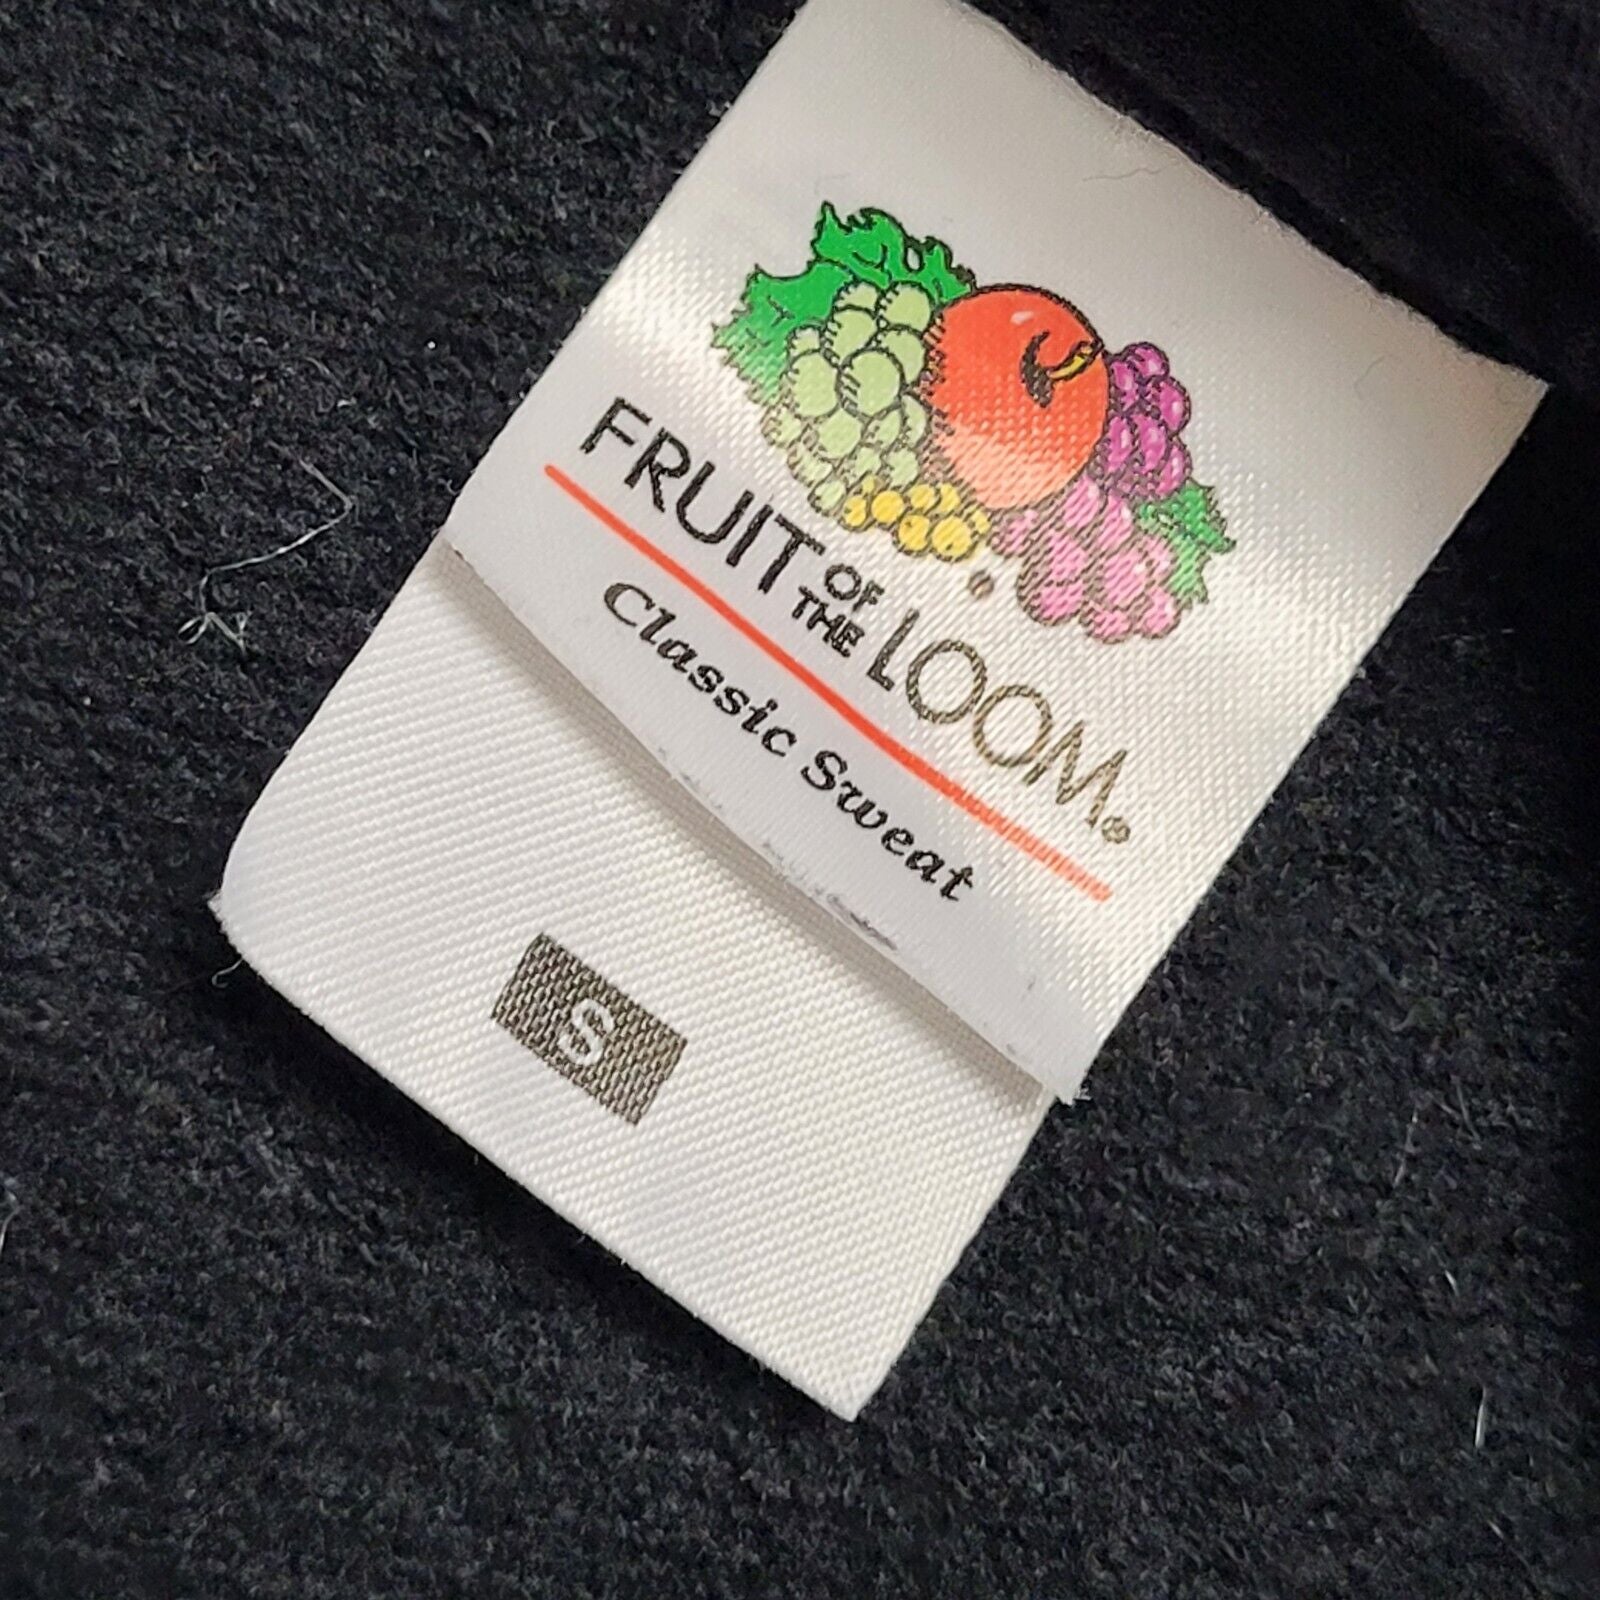 ®
FRUIT OF THE LOOM®
Classic Sweat
S